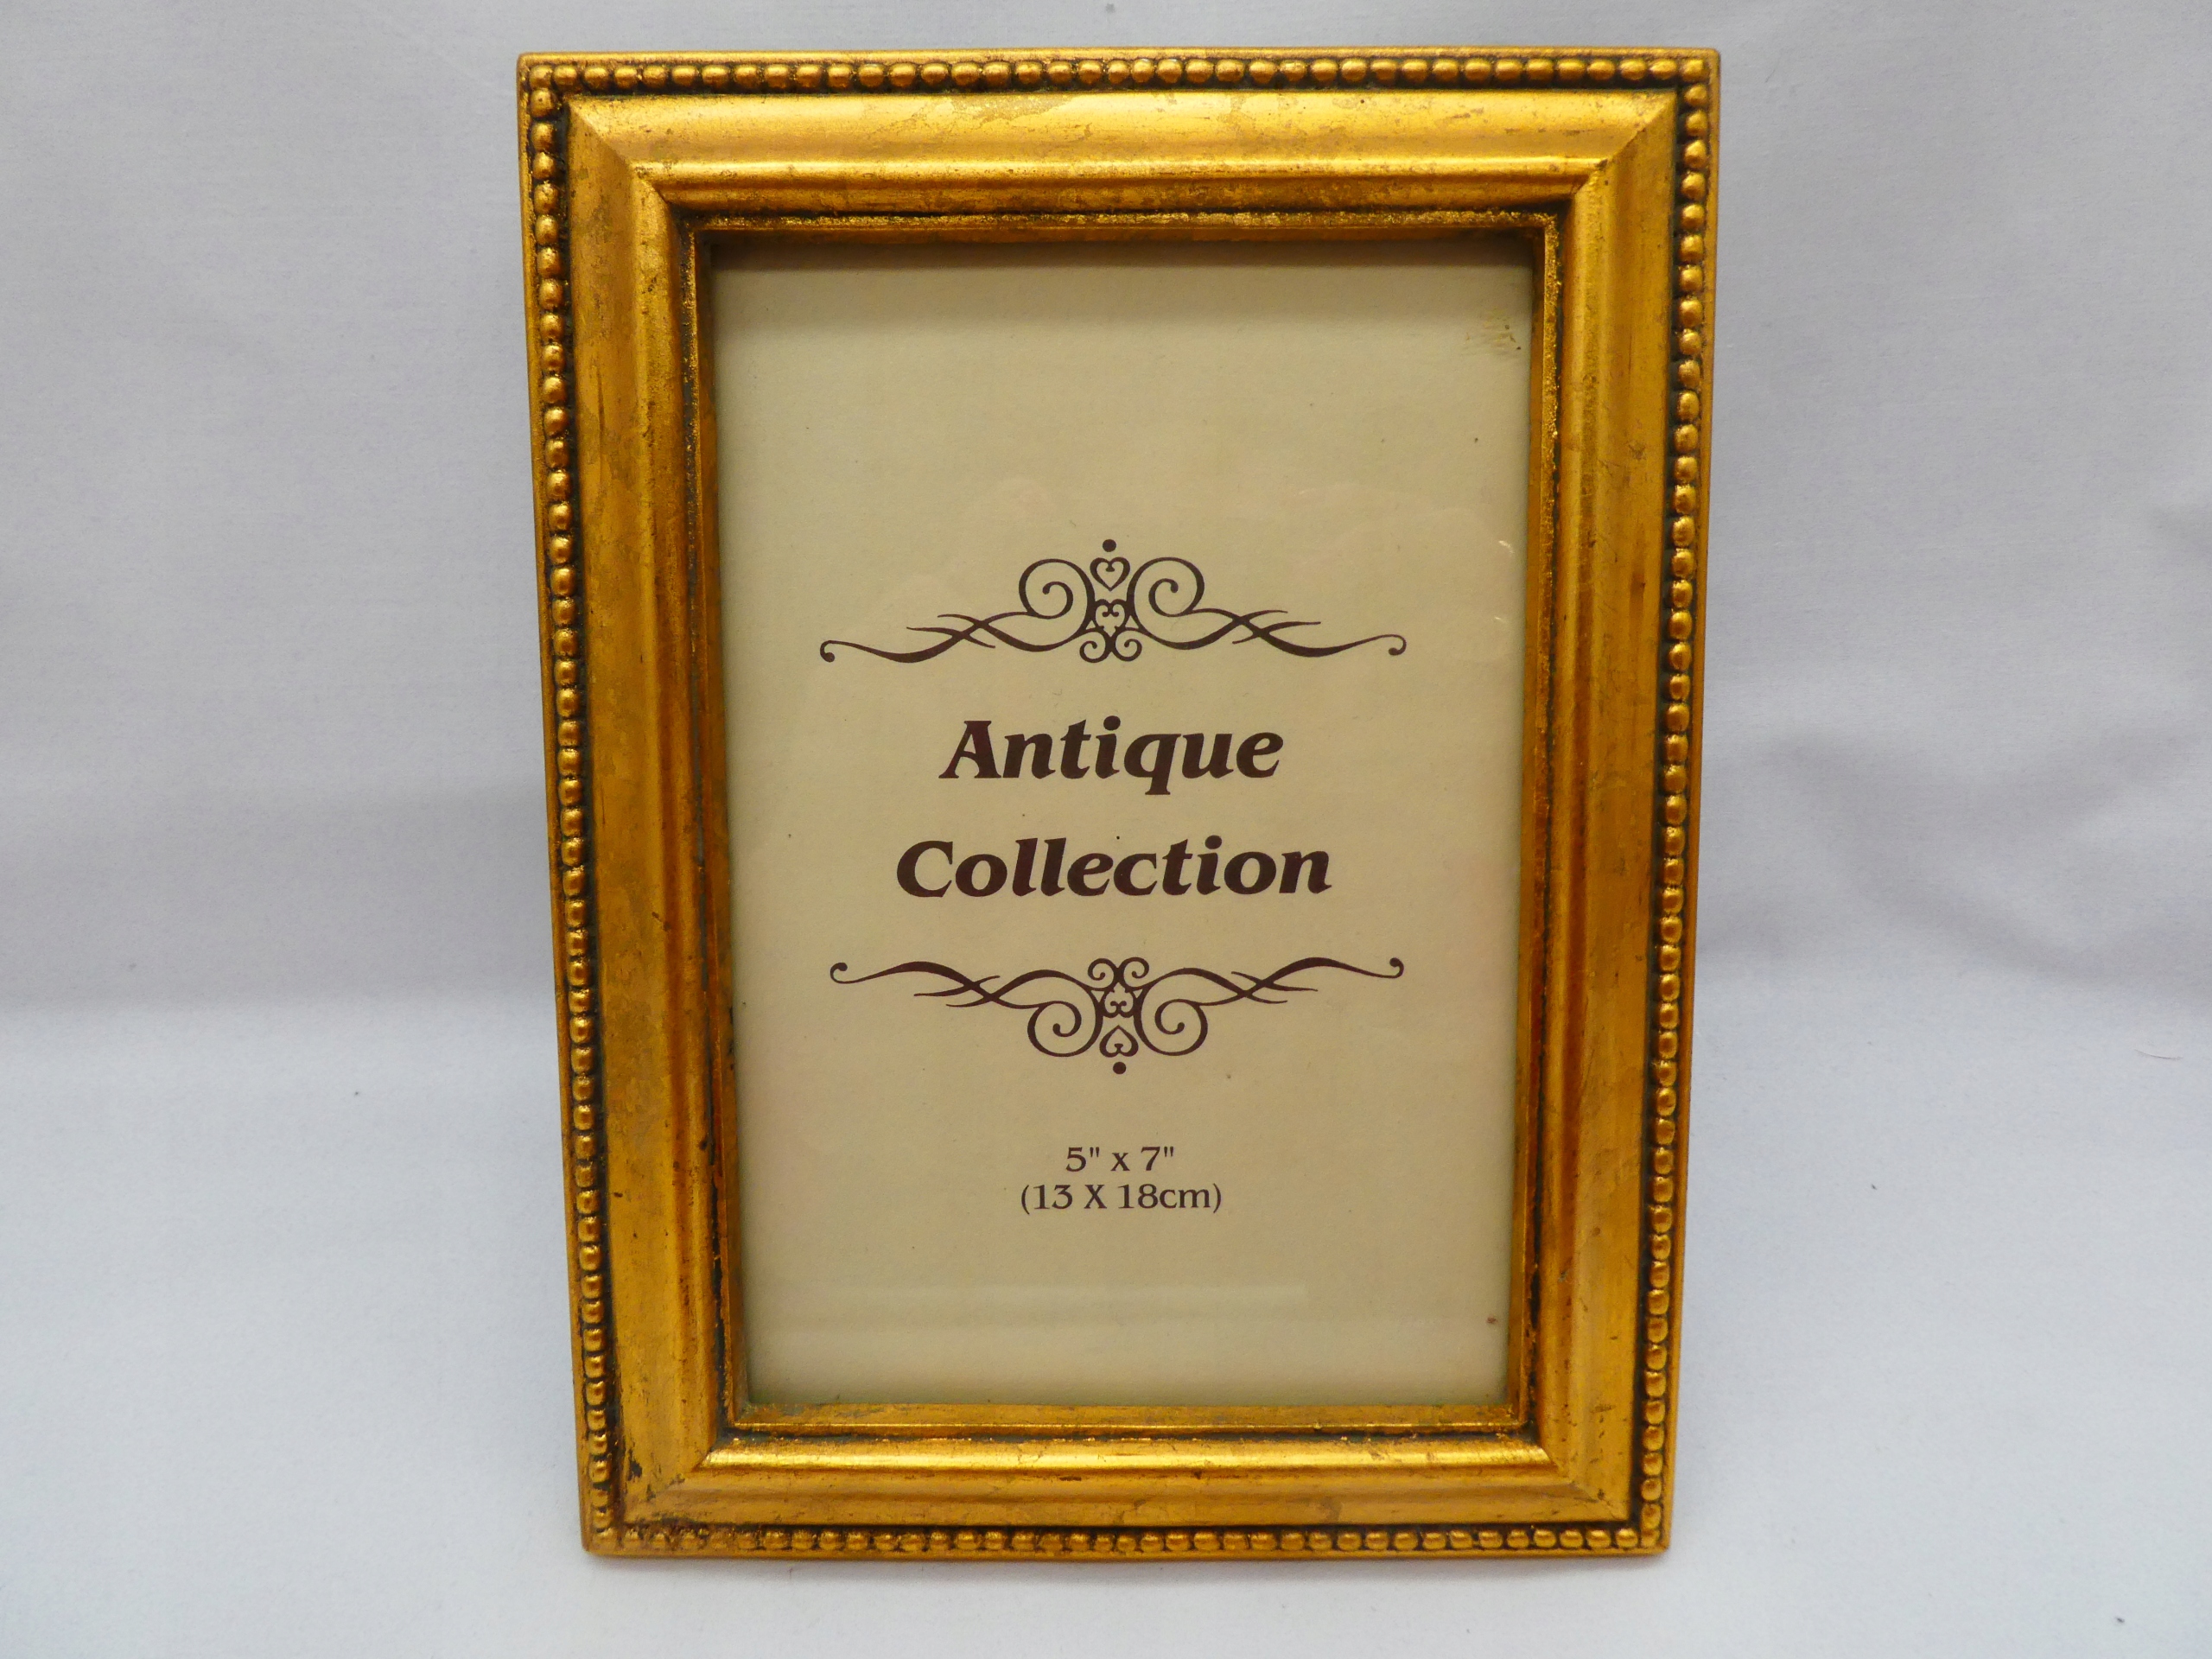 Antique
Collection
5" x 7"
(13 X 18cm)